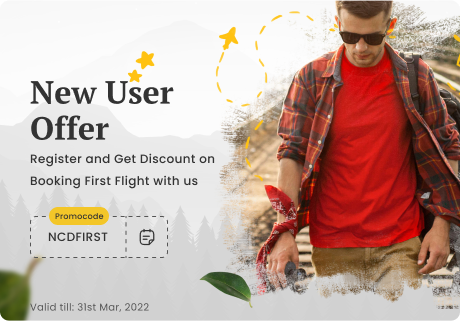 New User
Offer
Register and Get Discount on
Booking First Flight with us
Promocode
NCDFIRST
Valid till: 31st Mar, 2022